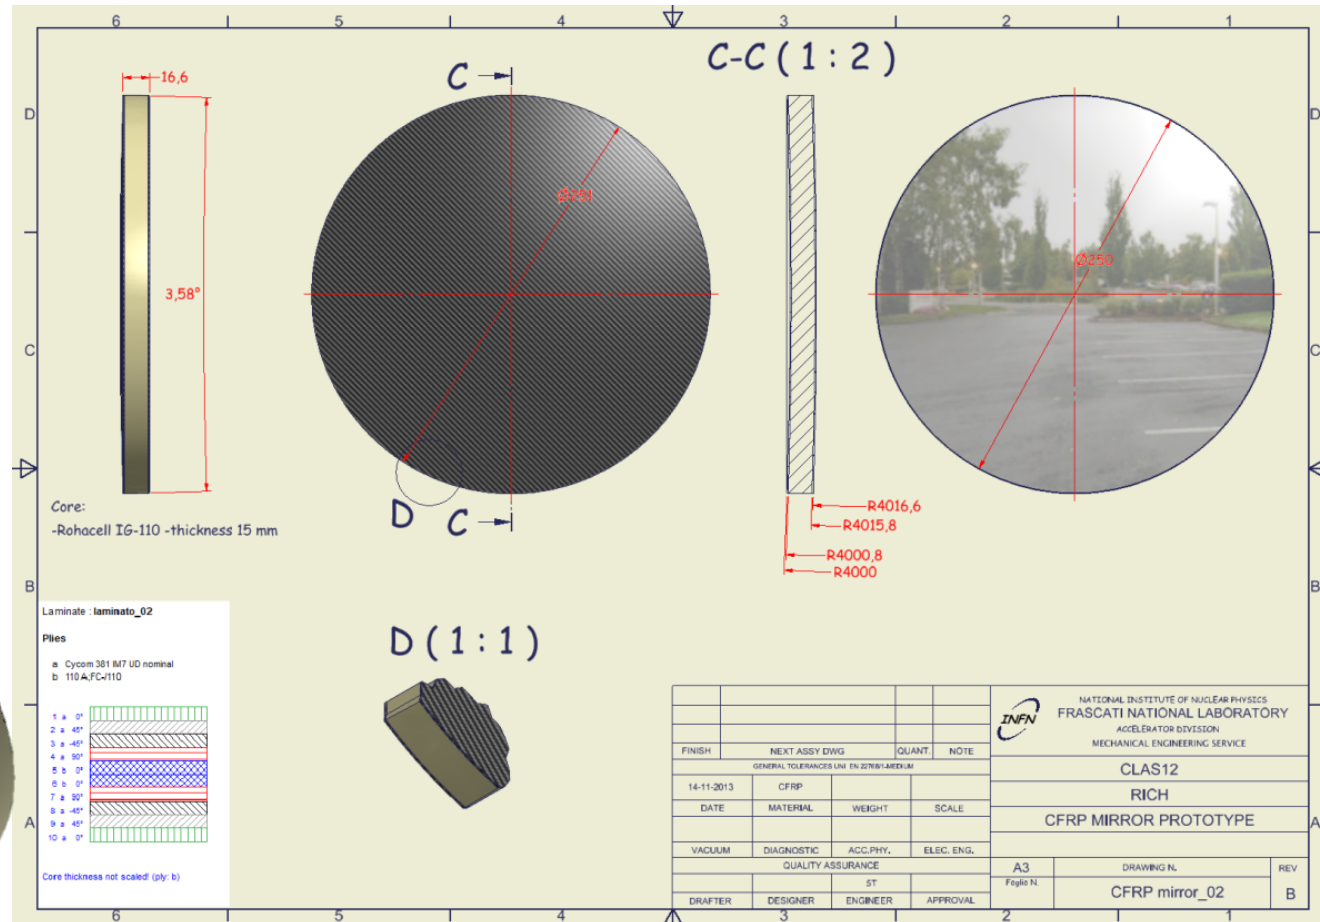 6 5 4 3 2 1
C-C ( 1 : 2 )
C
16,6
D
D
Ø251
Ø250
3,58°
C
C
Core:
-Rohacell IG-110 -thickness 15 mm
D
C
R4016,6
R4015,8
R4000,8
R4000
B
B
Laminate : laminato_02
Plies
a Cycom 381 IM7 UD nominal
b 110 A;FC-/110
1 a 0°
2 a 45°
3 a -45°
4 a 90°
5 b 0°
6 b 0°
7 a 90°
8 a -45°
9 a 45°
10 a 0°
Core thickness not scaled! (ply: b)
D ( 1 : 1 )
FINISH NEXT ASSY DWG QUANT. NOTE
GENERAL TOLERANCES UNI EN 22768/1-MEDIUM
14-11-2013 CFRP
DATE MATERIAL WEIGHT SCALE
VACUUM DIAGNOSTIC ACC.PHY. ELEC. ENG.
QUALITY ASSURANCE
ST
DRAFTER DESIGNER ENGINEER APPROVAL
INFN
NATIONAL INSTITUTE OF NUCLEAR PHYSICS
FRASCATI NATIONAL LABORATORY
ACCELERATOR DIVISION
MECHANICAL ENGINEERING SERVICE
CLAS12
RICH
CFRP MIRROR PROTOTYPE
A3 DRAWING N. REV
Foglio N.
CFRP mirror_02 B
A
A
6 5 4 3 2 1